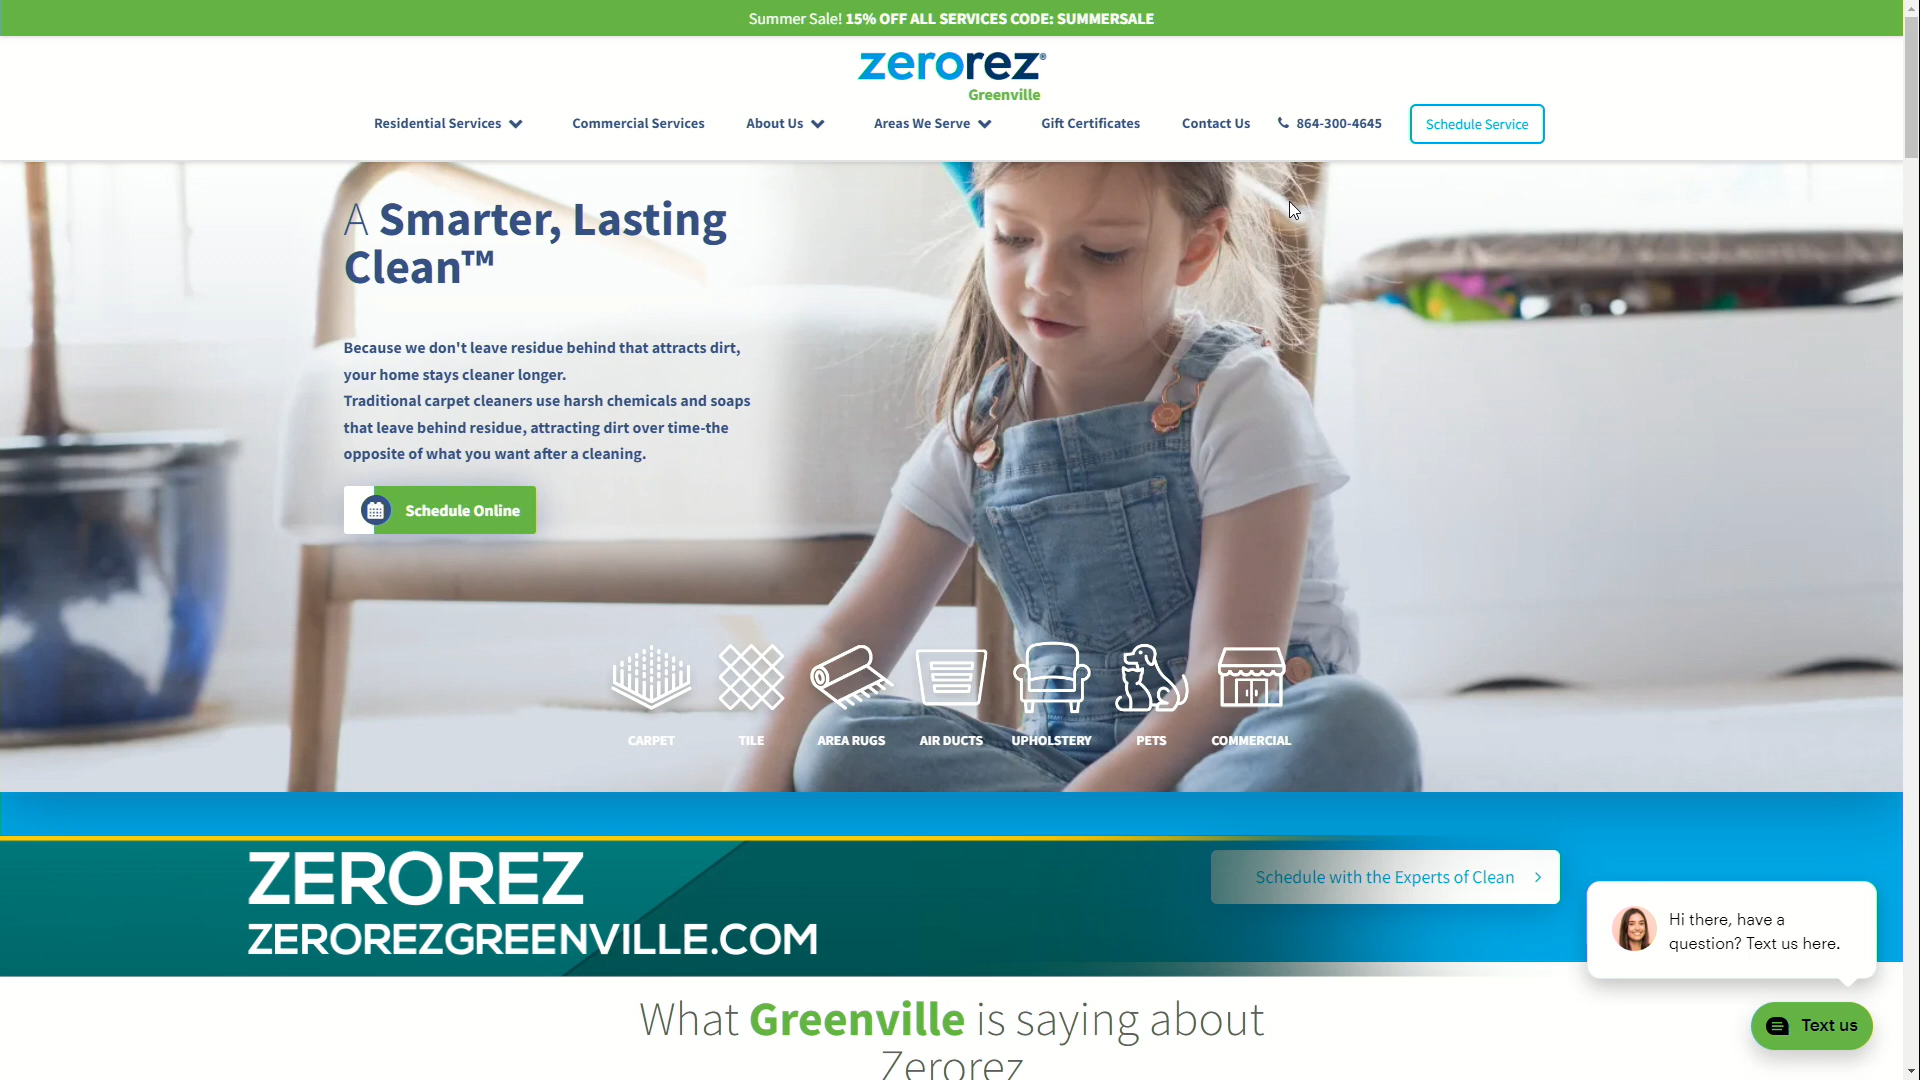 Summer Sale! 15% OFF ALL SERVICES CODE: SUMMERSALE
zerorez®
Greenville
Residential Services
Commercial Services
About Us
Areas We Serve
Gift Certificates
Contact Us
864-300-4645
Schedule Service
A Smarter, Lasting
Clean™
Because we don't leave residue behind that attracts dirt,
your home stays cleaner longer.
Traditional carpet cleaners use harsh chemicals and soaps
that leave behind residue, attracting dirt over time-the
opposite of what you want after a cleaning.
Schedule Online
CARPET
TILE
AREA RUGS
AIR DUCTS
UPHOLSTERY
PETS
COMMERCIAL
ZEROREZ
ZEROREZGREENVILLE.COM
Schedule with the Experts of Clean
Hi there, have a
question? Text us here.
Text us
What Greenville is saying about
Zerorez